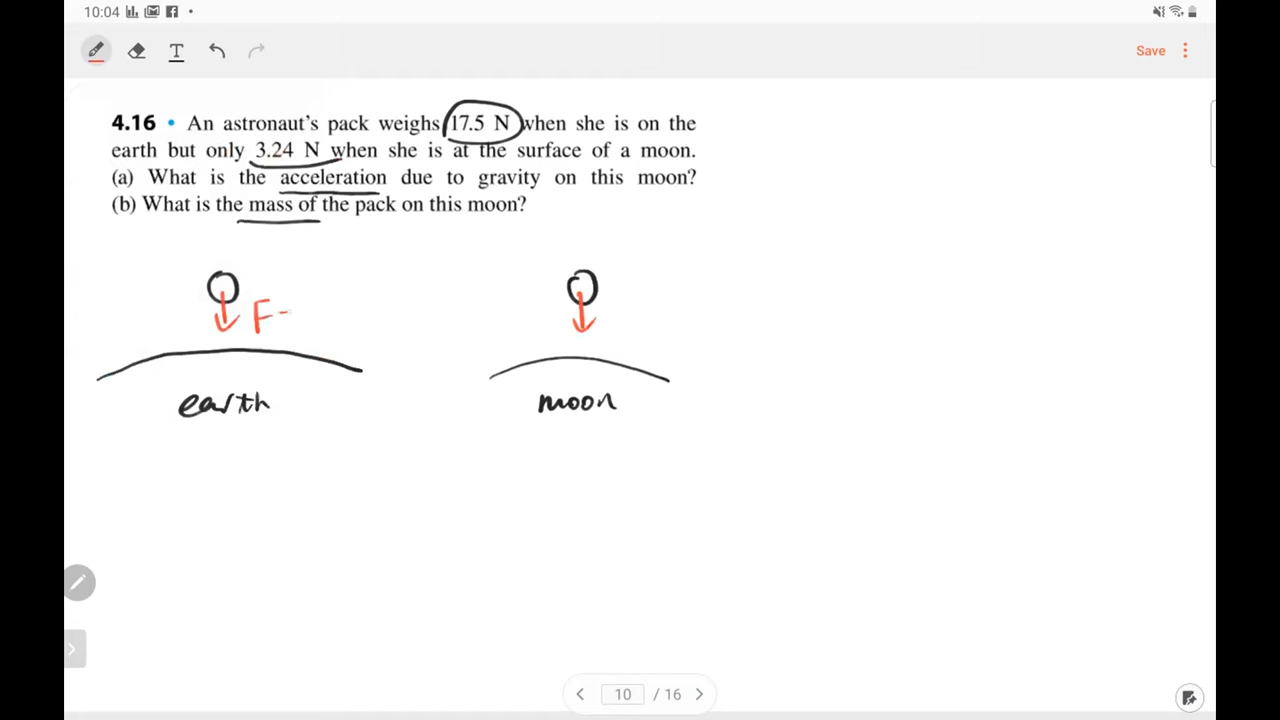 10:04
Save
4.16 • An astronaut's pack weighs 17.5 N when she is on the
earth but only 3.24 N when she is at the surface of a moon.
(a) What is the acceleration due to gravity on this moon?
(b) What is the mass of the pack on this moon?
F-
earth
moon
10 / 16